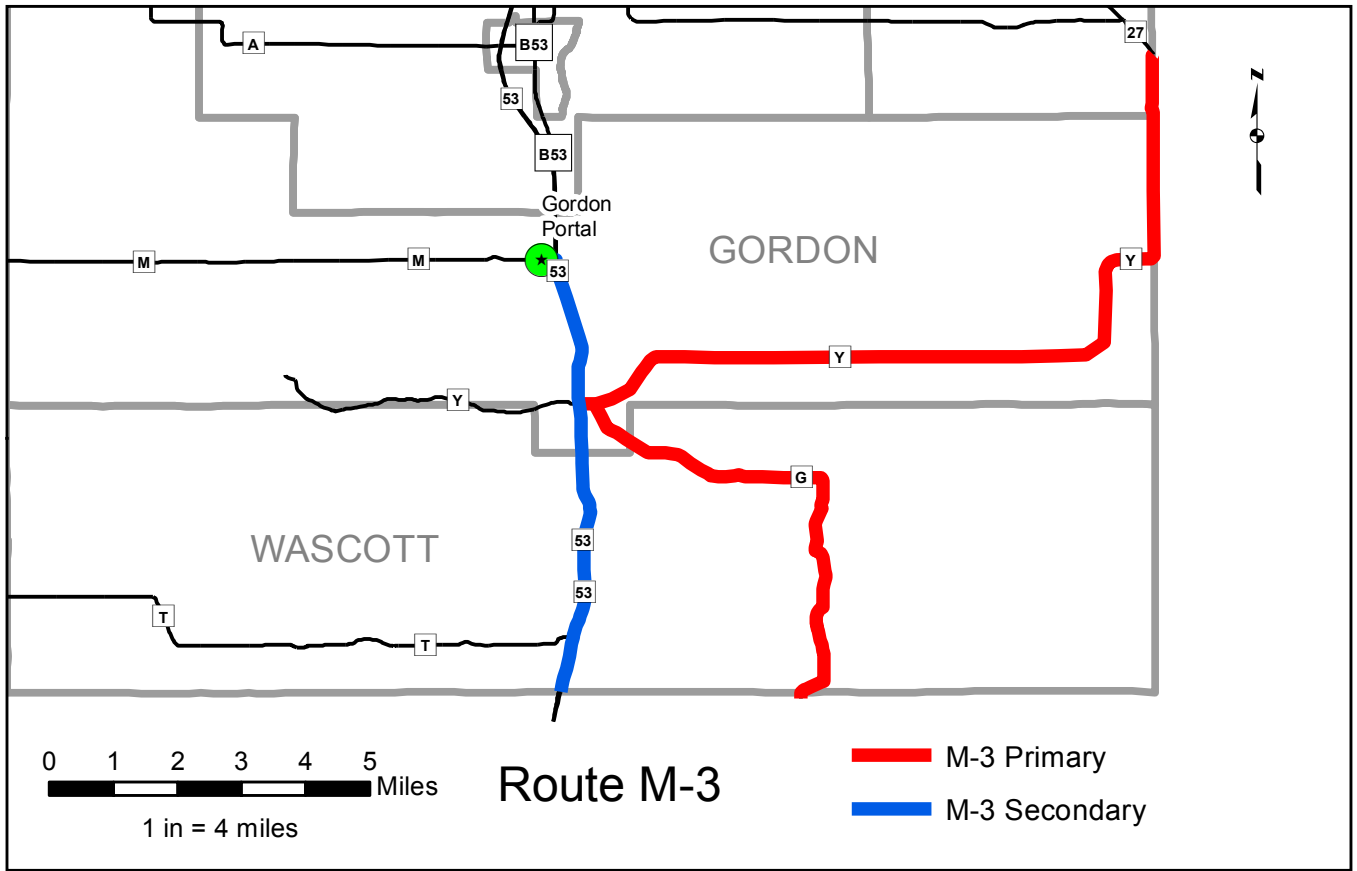 27
A
B53
53
B53
Gordon
Portal
GORDON
M
M
53
Y
Y
Y
G
WASCOTT
53
53
T
T
N
0 1 2 3 4 5
Miles
1 in = 4 miles
Route M-3
M-3 Primary
M-3 Secondary